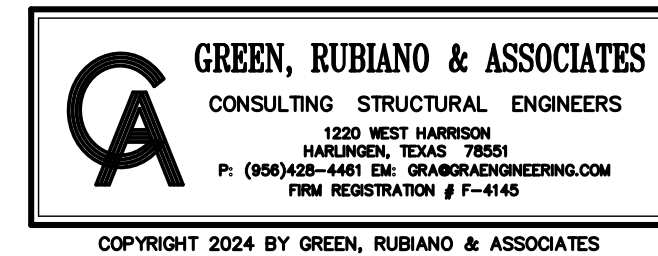 GREEN, RUBIANO & ASSOCIATES
CONSULTING STRUCTURAL ENGINEERS
1220 WEST HARRISON
HARLINGEN, TEXAS 78551
P: (956)428-4461 EM: GRA@GRAENGINEERING.COM
FIRM REGISTRATION # F-4145
COPYRIGHT 2024 BY GREEN, RUBIANO & ASSOCIATES